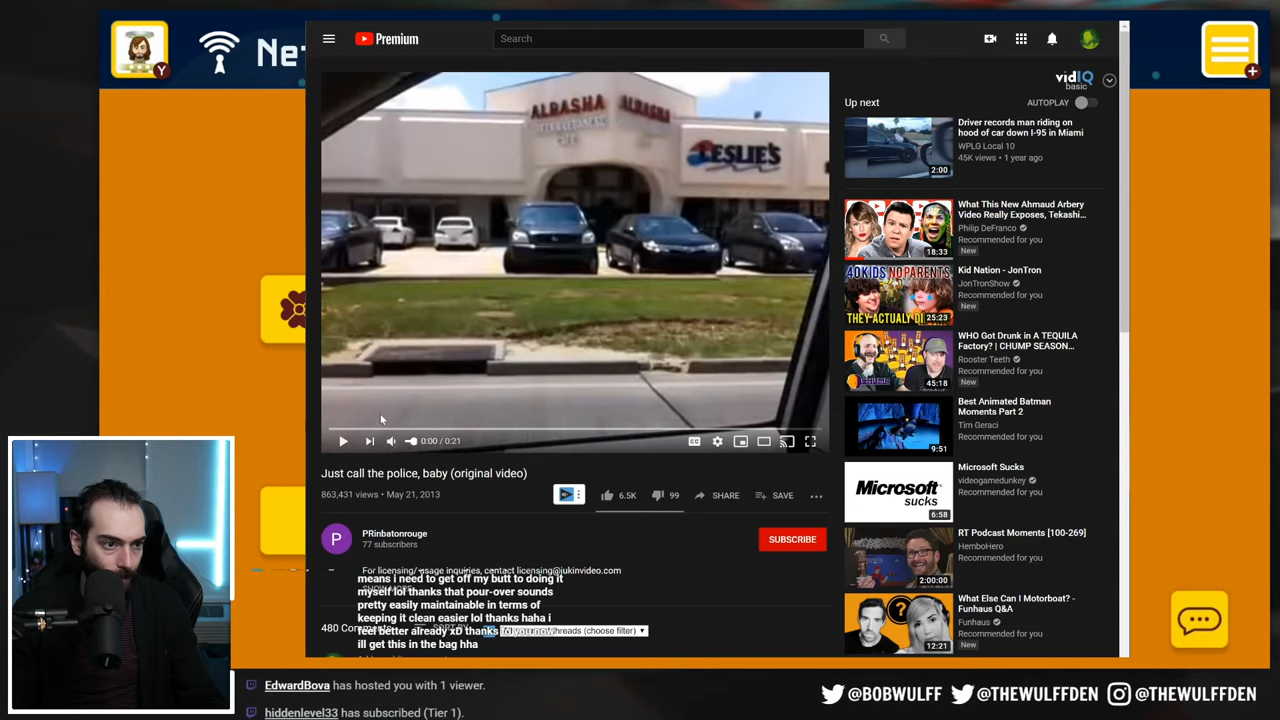 Net
Y
+
Premium
Search
ALBASHA ALBASHA
LESLIE'S
0:00 / 0:21
CC
Just call the police, baby (original video)
863,431 views • May 21, 2013
6.5K
99
SHARE
SAVE
P
PRinbatonrouge
77 subscribers
SUBSCRIBE
For licensing/usage inquiries, contact licensing@jukinvideo.com
means i need to get off my butt to doing it
myself lol thanks that pour-over sounds
pretty easily maintainable in terms of
keeping it clean easier lol thanks haha i
feel better already xD thanks
ill get this in the bag hha
480
threads (choose filter)
vidIQ
basic
Up next
AUTOPLAY
Driver records man riding on
hood of car down I-95 in Miami
WPLG Local 10
45K views • 1 year ago
2:00
What This New Ahmaud Arbery
Video Really Exposes, Tekashi...
Philip DeFranco
Recommended for you
New
18:33
40 KIDS NO PARENTS
Kid Nation - JonTron
JonTronShow
Recommended for you
New
25:23
WHO Got Drunk in A TEQUILA
Factory? | CHUMP SEASON...
Rooster Teeth
Recommended for you
New
45:18
Best Animated Batman
Moments Part 2
Tim Geraci
Recommended for you
9:51
Microsoft
sucks
Microsoft Sucks
videogamedunkey
Recommended for you
6:58
RT Podcast Moments [100-269]
HemboHero
Recommended for you
2:00:00
What Else Can I Motorboat? -
Funhaus Q&A
Funhaus
Recommended for you
12:21
EdwardBova has hosted you with 1 viewer.
hiddenlevel33 has subscribed (Tier 1).
@BOBWULFF @THEWULFFDEN @THEWULFFDEN